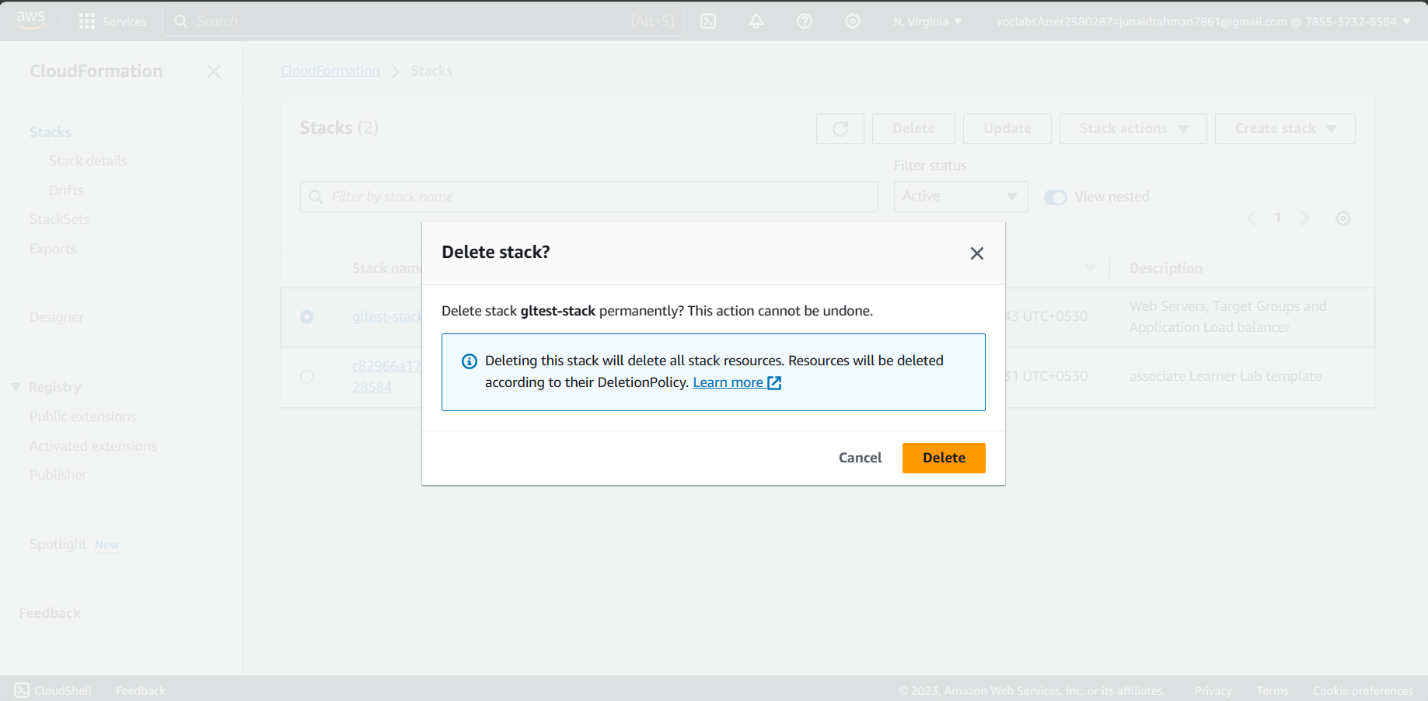 aws
Services
Search
[Alt+S]
N. Virginia
voclabs/user2580287=junaidrahman7861@gmail.com @ 7855-3732-8584
CloudFormation
CloudFormation
Stacks
Stacks
Stack details
Drifts
StackSets
Exports
Designer
Registry
Public extensions
Activated extensions
Publisher
Spotlight New
Feedback
Stacks (2)
Delete
Update
Stack actions
Create stack
Filter status
Filter by stack name
Active
View nested
1
Description
gltest-stack
43 UTC+0530
Web Servers, Target Groups and
Application Load balancer
c82966a17
28584
51 UTC+0530
associate Learner Lab template
Delete stack?
Delete stack gltest-stack permanently? This action cannot be undone.
Deleting this stack will delete all stack resources. Resources will be deleted
according to their DeletionPolicy. Learn more
Cancel
Delete
CloudShell
Feedback
© 2023, Amazon Web Services, Inc. or its affiliates.
Privacy
Terms
Cookie preferences